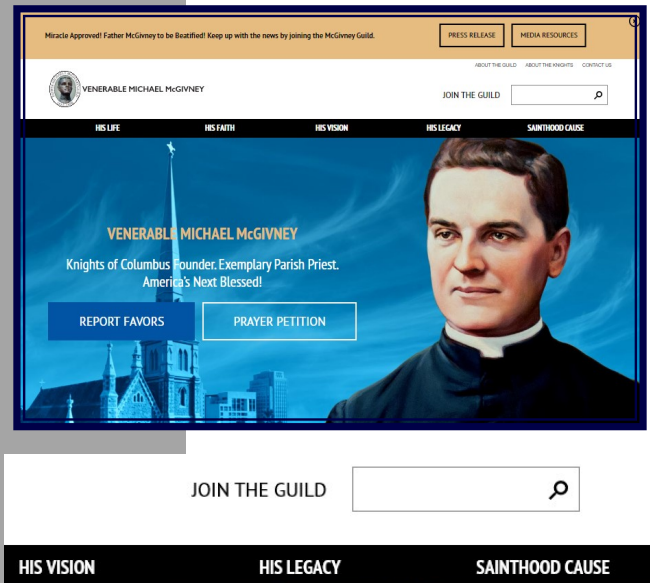 Miracle Approved! Father McGivney to be Beatified! Keep up with the news by joining the McGivney Guild.
PRESS RELEASE
MEDIA RESOURCES
ABOUT THE GUILD ABOUT THE KNIGHTS CONTACT US
VENERABLE MICHAEL McGIVNEY
JOIN THE GUILD
HIS LIFE HIS FAITH HIS VISION HIS LEGACY SAINTHOOD CAUSE
VENERABLE MICHAEL McGIVNEY
Knights of Columbus Founder. Exemplary Parish Priest.
America's Next Blessed!
REPORT FAVORS PRAYER PETITION
JOIN THE GUILD
HIS VISION HIS LEGACY SAINTHOOD CAUSE